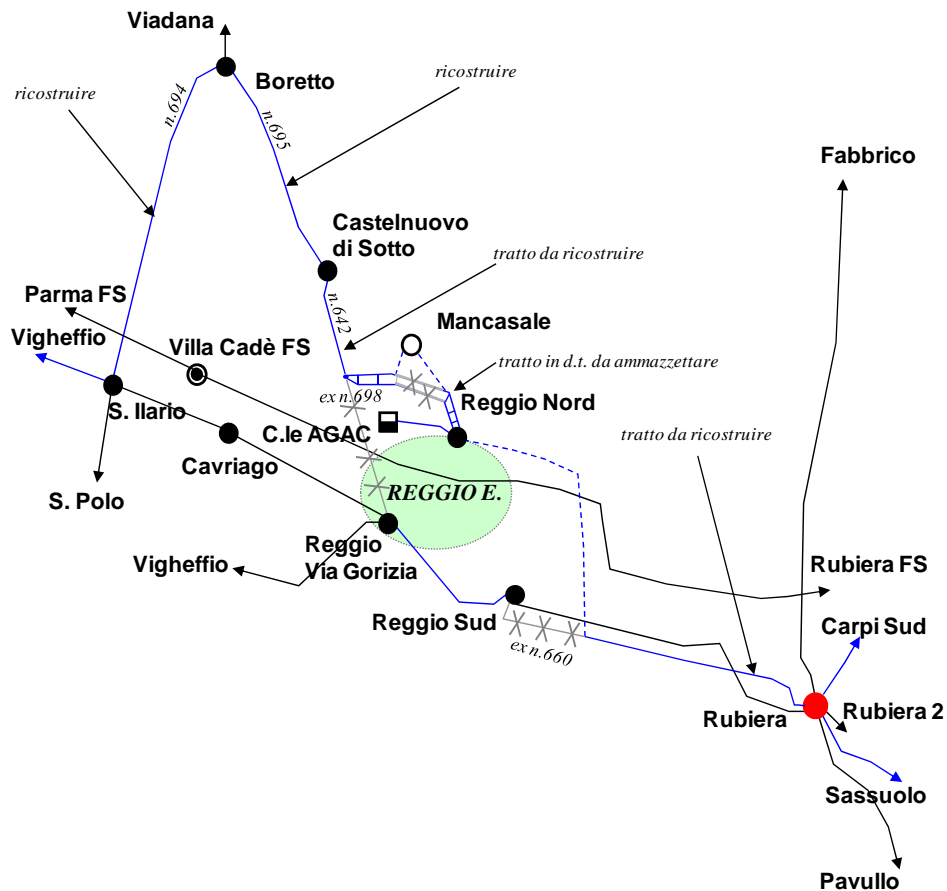 Viadana
Boretto
ricostruire
ricostruire
n.694
n.695
Fabbrico
Castelnuovo
di Sotto
tratto da ricostruire
n.642
Parma FS
Mancasale
Vigheffio
Villa Cadè FS
tratto in d.t. da ammazzettare
ex n.698
Reggio Nord
S. Ilario
C.le AGAC
tratto da ricostruire
Cavriago
REGGIO E.
S. Polo
Reggio
Via Gorizia
Vigheffio
Rubiera FS
Reggio Sud
Carpi Sud
ex n.660
Rubiera
Rubiera 2
Sassuolo
Pavullo